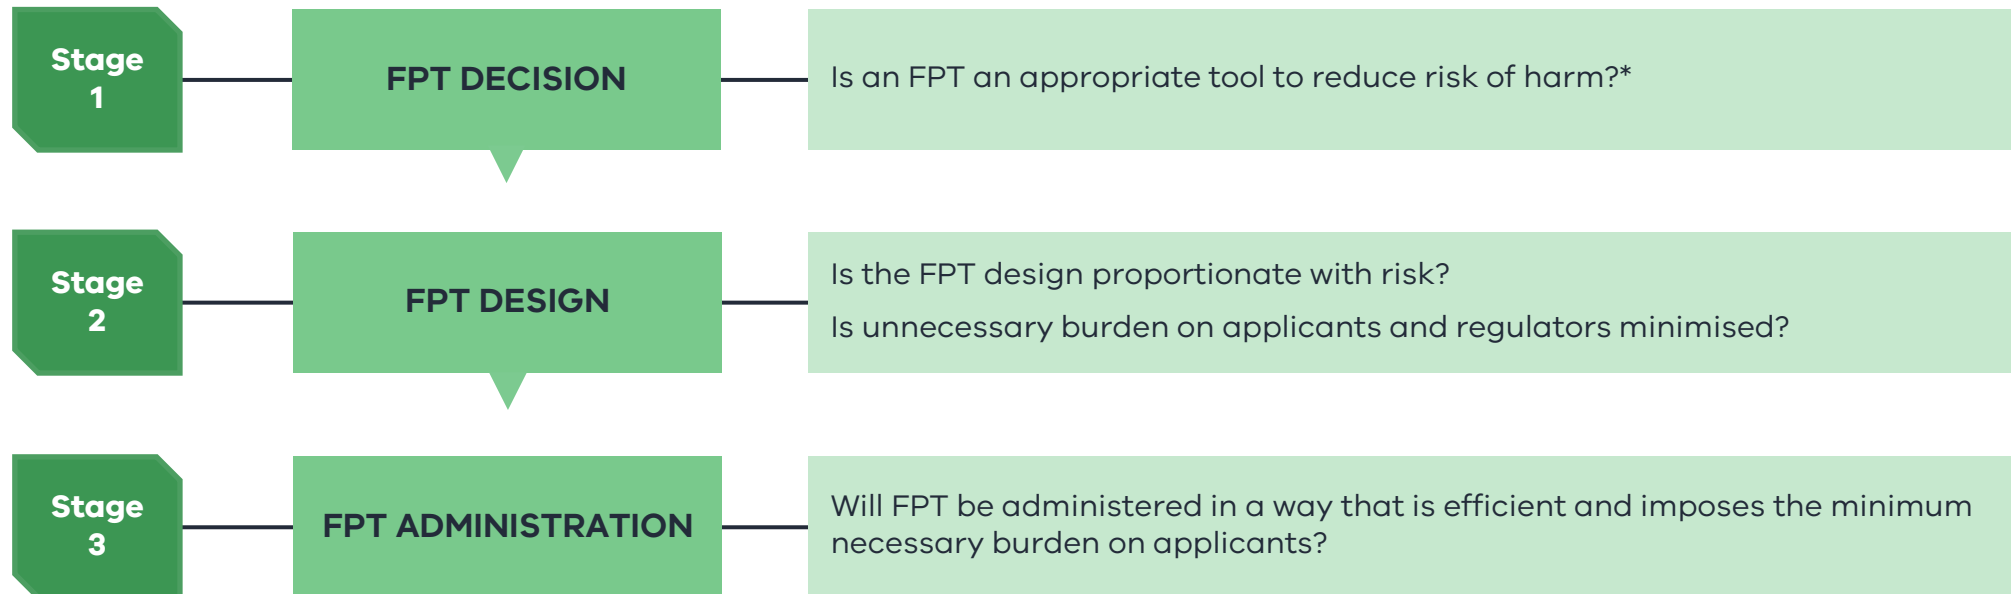 Stage
1
FPT DECISION
Is an FPT an appropriate tool to reduce risk of harm?*
Stage
2
FPT DESIGN
Is the FPT design proportionate with risk?
Is unnecessary burden on applicants and regulators minimised?
Stage
3
FPT ADMINISTRATION
Will FPT be administered in a way that is efficient and imposes the minimum
necessary burden on applicants?